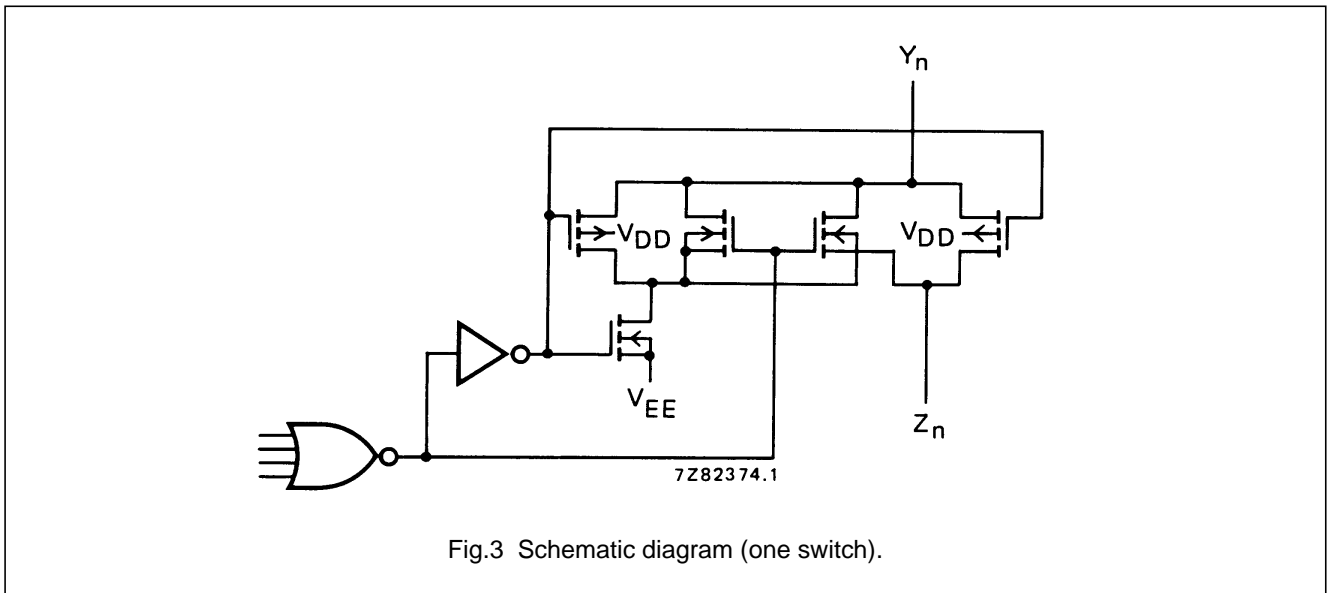 Yn
VDD
VDD
VEE
Zn
7Z82374.1
Fig.3 Schematic diagram (one switch).